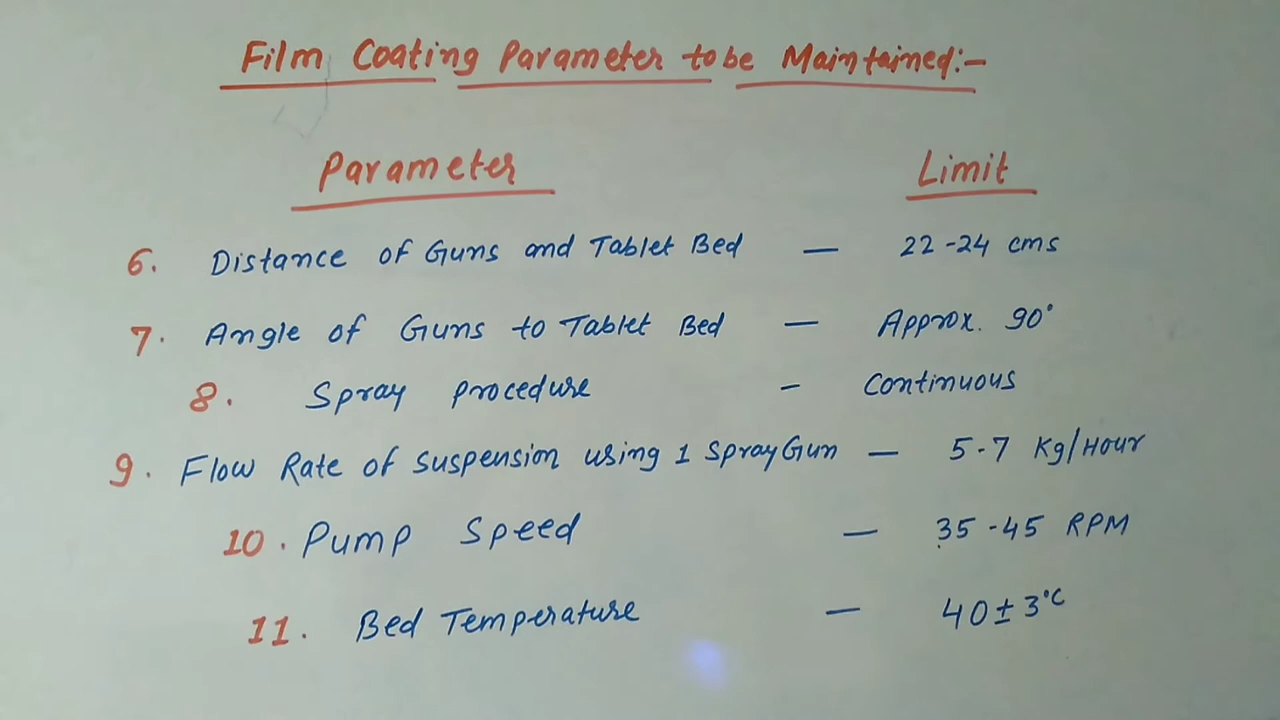 Film Coating Parameter to be Maintained:-
Parameter Limit
6. Distance of Guns and Tablet Bed — 22-24 cms
7. Angle of Guns to Tablet Bed — Approx. 90°
8. Spray procedure - Continuous
9. Flow Rate of suspension using 1 Spray Gun — 5-7 Kg/Hour
10. Pump Speed — 35-45 RPM
11. Bed Temperature — 40±3°C